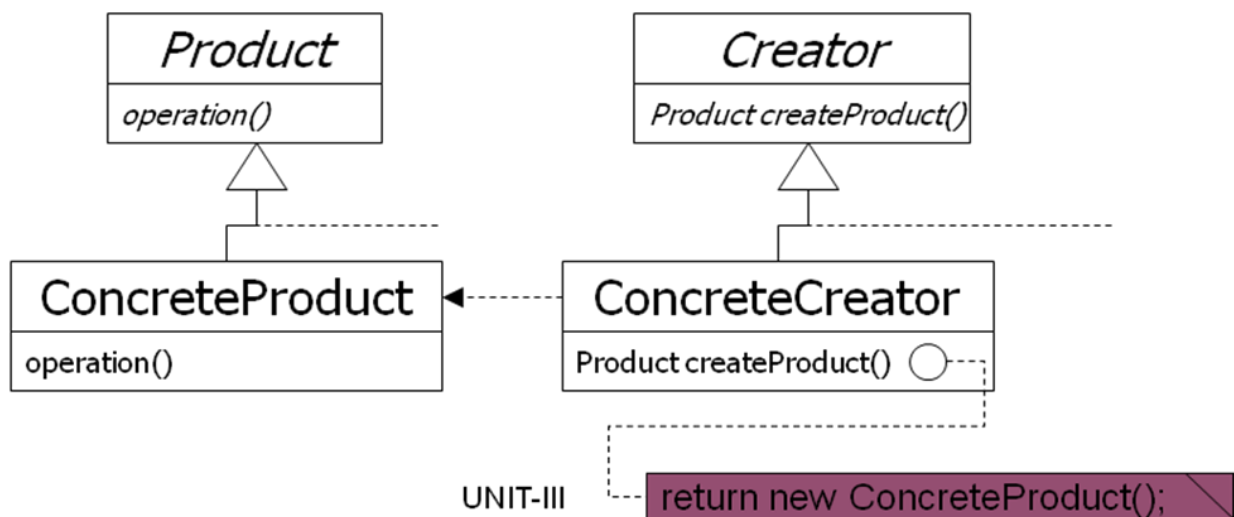 Product
operation()
Creator
Product createProduct()
ConcreteProduct
operation()
ConcreteCreator
Product createProduct()
UNIT-III
return new ConcreteProduct();